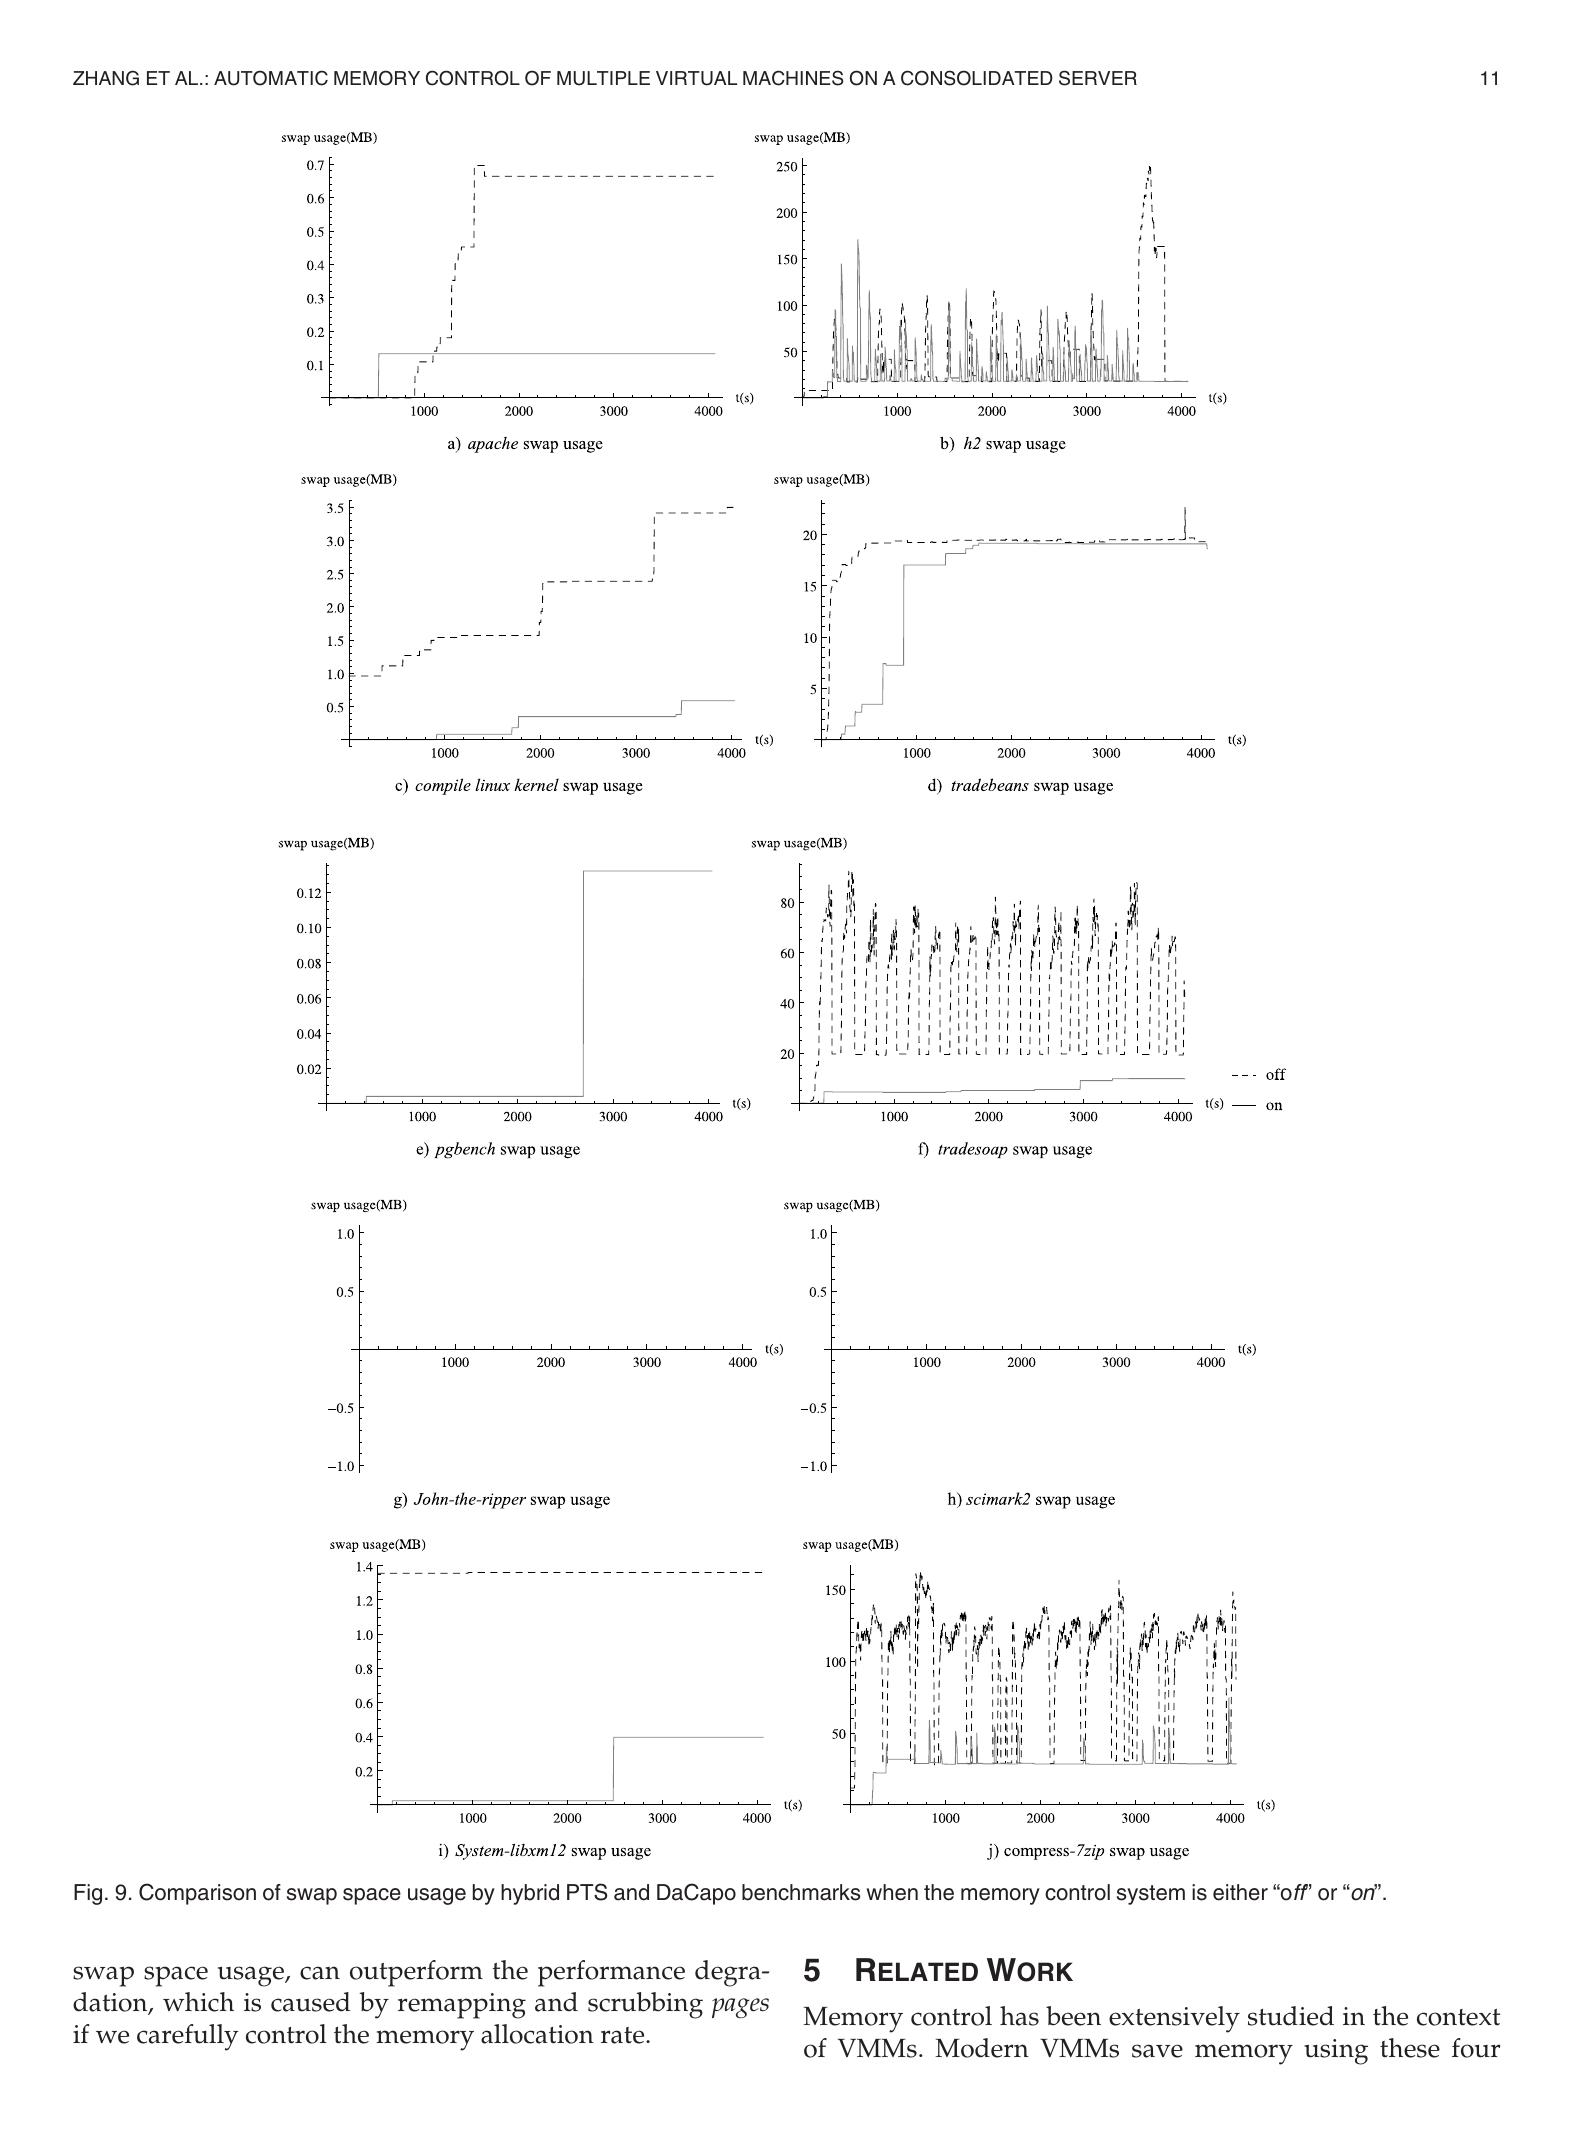 ZHANG ET AL.: AUTOMATIC MEMORY CONTROL OF MULTIPLE VIRTUAL MACHINES ON A CONSOLIDATED SERVER 11
swap usage(MB)
0.7
0.6
0.5
0.4
0.3
0.2
0.1
1000 2000 3000 4000 t(s)
a) apache swap usage
swap usage(MB)
250
200
150
100
50
1000 2000 3000 4000 t(s)
b) h2 swap usage
swap usage(MB)
3.5
3.0
2.5
2.0
1.5
1.0
0.5
1000 2000 3000 4000 t(s)
c) compile linux kernel swap usage
swap usage(MB)
20
15
10
5
1000 2000 3000 4000 t(s)
d) tradebeans swap usage
swap usage(MB)
0.12
0.10
0.08
0.06
0.04
0.02
1000 2000 3000 4000 t(s)
e) pgbench swap usage
swap usage(MB)
80
60
40
20
1000 2000 3000 4000 t(s)
off
on
f) tradesoap swap usage
swap usage(MB)
1.0
0.5
1000 2000 3000 4000 t(s)
−0.5
−1.0
g) John-the-ripper swap usage
swap usage(MB)
1.0
0.5
1000 2000 3000 4000 t(s)
−0.5
−1.0
h) scimark2 swap usage
swap usage(MB)
1.4
1.2
1.0
0.8
0.6
0.4
0.2
1000 2000 3000 4000 t(s)
i) System-libxm12 swap usage
swap usage(MB)
150
100
50
1000 2000 3000 4000 t(s)
j) compress-7zip swap usage
Fig. 9. Comparison of swap space usage by hybrid PTS and DaCapo benchmarks when the memory control system is either “off” or “on”.
swap space usage, can outperform the performance degra-
dation, which is caused by remapping and scrubbing pages
if we carefully control the memory allocation rate.
5 RELATED WORK
Memory control has been extensively studied in the context
of VMMs. Modern VMMs save memory using these four